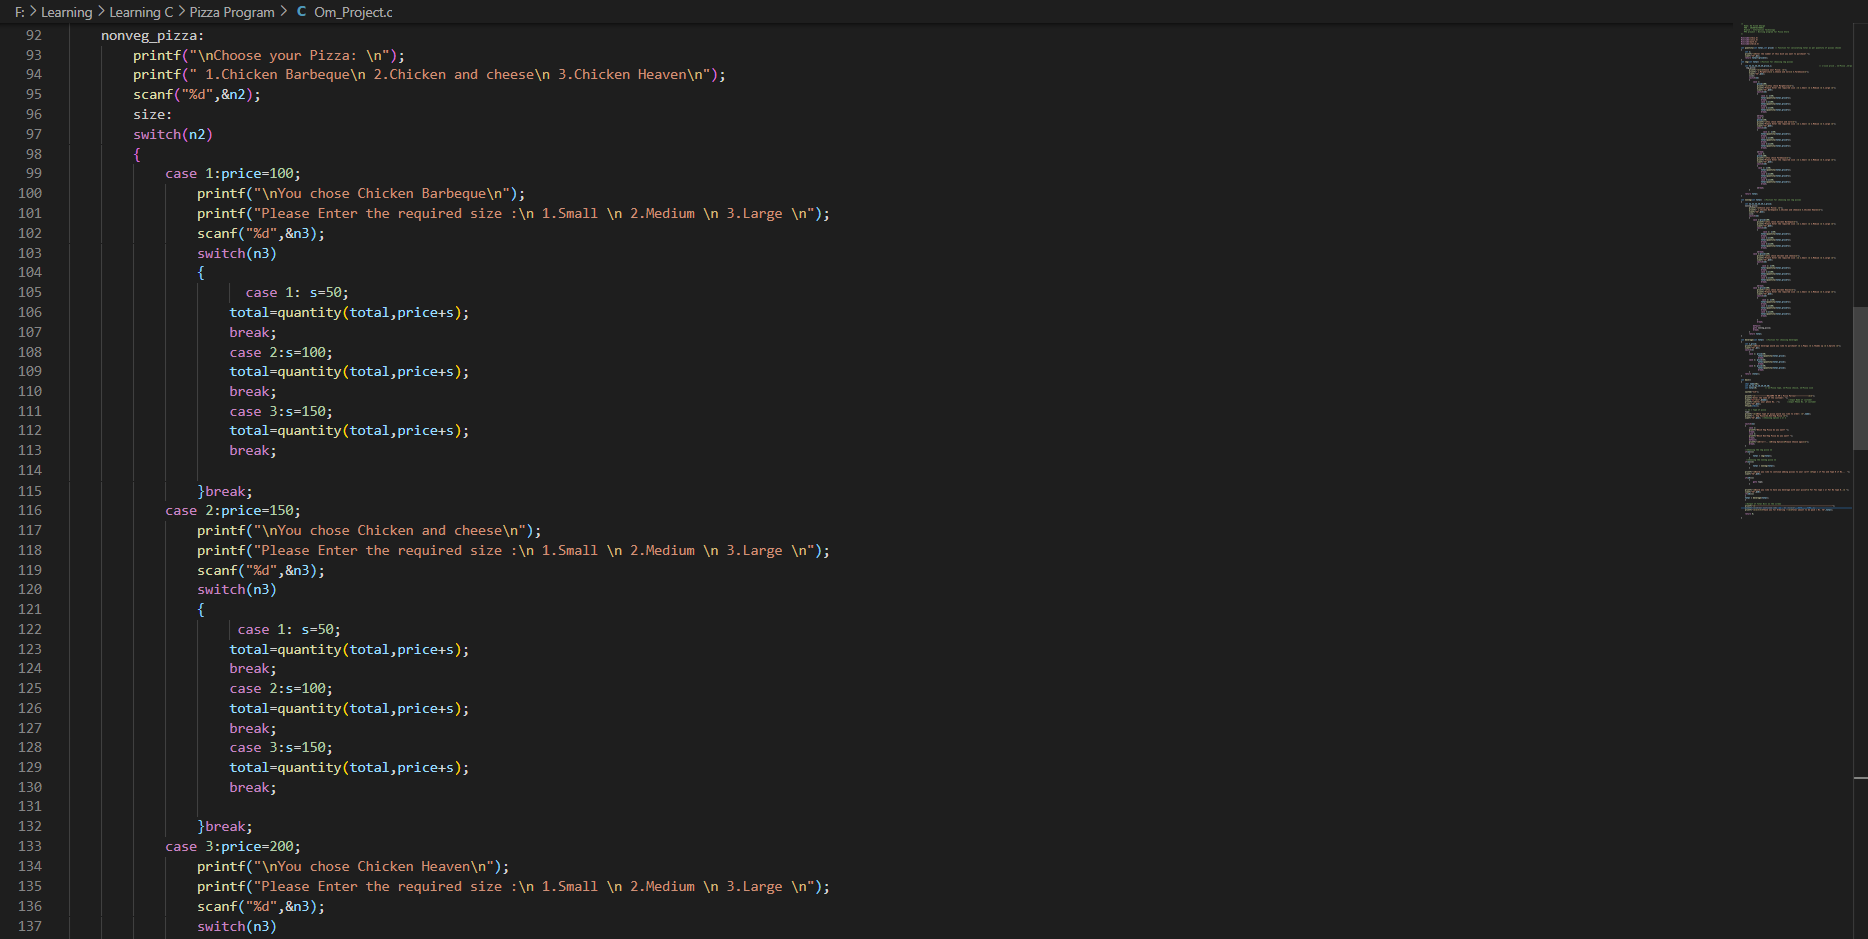 F: > Learning > Learning C > Pizza Program > C Om_Project.c
92 nonveg_pizza:
93 printf("\nChoose your Pizza: \n");
94 printf(" 1.Chicken Barbeque\n 2.Chicken and cheese\n 3.Chicken Heaven\n");
95 scanf("%d",&n2);
96 size:
97 switch(n2)
98 {
99 case 1:price=100;
100 printf("\nYou chose Chicken Barbeque\n");
101 printf("Please Enter the required size :\n 1.Small \n 2.Medium \n 3.Large \n");
102 scanf("%d",&n3);
103 switch(n3)
104 {
105 case 1: s=50;
106 total=quantity(total,price+s);
107 break;
108 case 2:s=100;
109 total=quantity(total,price+s);
110 break;
111 case 3:s=150;
112 total=quantity(total,price+s);
113 break;
114
115 }break;
116 case 2:price=150;
117 printf("\nYou chose Chicken and cheese\n");
118 printf("Please Enter the required size :\n 1.Small \n 2.Medium \n 3.Large \n");
119 scanf("%d",&n3);
120 switch(n3)
121 {
122 case 1: s=50;
123 total=quantity(total,price+s);
124 break;
125 case 2:s=100;
126 total=quantity(total,price+s);
127 break;
128 case 3:s=150;
129 total=quantity(total,price+s);
130 break;
131
132 }break;
133 case 3:price=200;
134 printf("\nYou chose Chicken Heaven\n");
135 printf("Please Enter the required size :\n 1.Small \n 2.Medium \n 3.Large \n");
136 scanf("%d",&n3);
137 switch(n3)